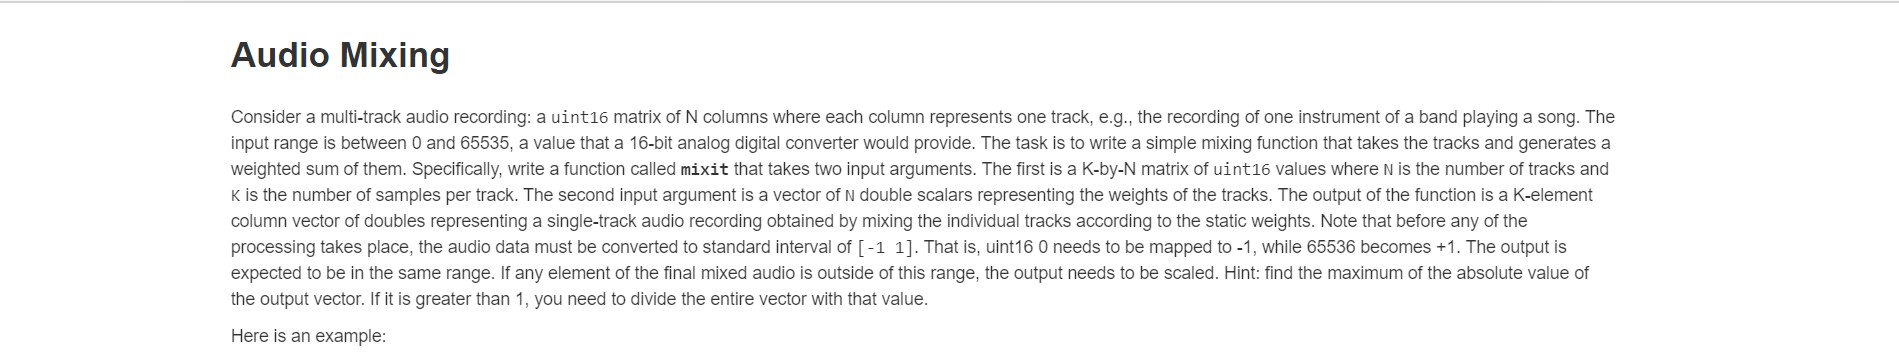 Audio Mixing
Consider a multi-track audio recording: a uint16 matrix of N columns where each column represents one track, e.g., the recording of one instrument of a band playing a song. The
input range is between 0 and 65535, a value that a 16-bit analog digital converter would provide. The task is to write a simple mixing function that takes the tracks and generates a
weighted sum of them. Specifically, write a function called mixit that takes two input arguments. The first is a K-by-N matrix of uint16 values where N is the number of tracks and
K is the number of samples per track. The second input argument is a vector of N double scalars representing the weights of the tracks. The output of the function is a K-element
column vector of doubles representing a single-track audio recording obtained by mixing the individual tracks according to the static weights. Note that before any of the
processing takes place, the audio data must be converted to standard interval of [-1 1]. That is, uint16 0 needs to be mapped to -1, while 65536 becomes +1. The output is
expected to be in the same range. If any element of the final mixed audio is outside of this range, the output needs to be scaled. Hint: find the maximum of the absolute value of
the output vector. If it is greater than 1, you need to divide the entire vector with that value.
Here is an example: